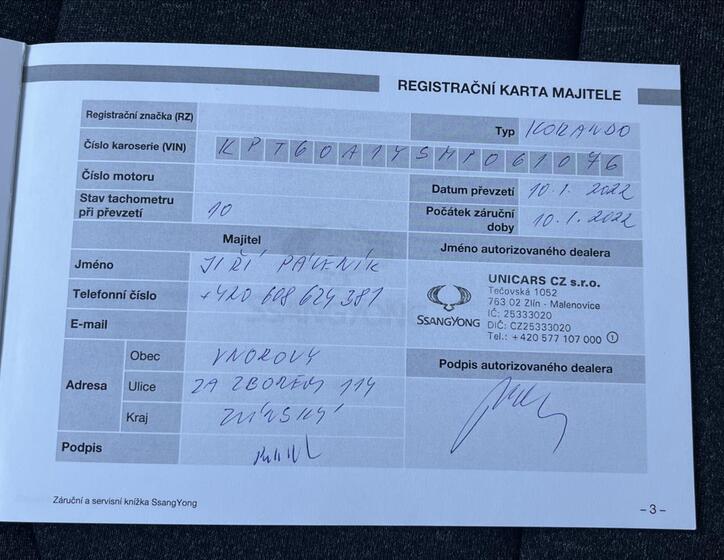 REGISTRAČNÍ KARTA MAJITELE
Registrační značka (RZ)
Typ KORANDO
Číslo karoserie (VIN) KPT60A1YSMP061076
Číslo motoru
Datum převzetí 10.1. 2022
Stav tachometru
při převzetí 10
Počátek záruční
doby 10.1.2022
Majitel
Jméno autorizovaného dealera
Jméno JIŘÍ
Telefonní číslo +420 608 624 381
E-mail
SSANGYONG
UNICARS CZ s.r.o.
Tečovská 1052
763 02 Zlín - Malenovice
IČ: 25333020
DIČ: CZ25333020
Tel.: +420 577 107 000 1
Podpis autorizovaného dealera
Adresa
Obec VNOROVY
Ulice ZA ZBOREM 114
Kraj ZLÍNSKÝ
Podpis
Záruční a servisní knížka SsangYong
– 3 –